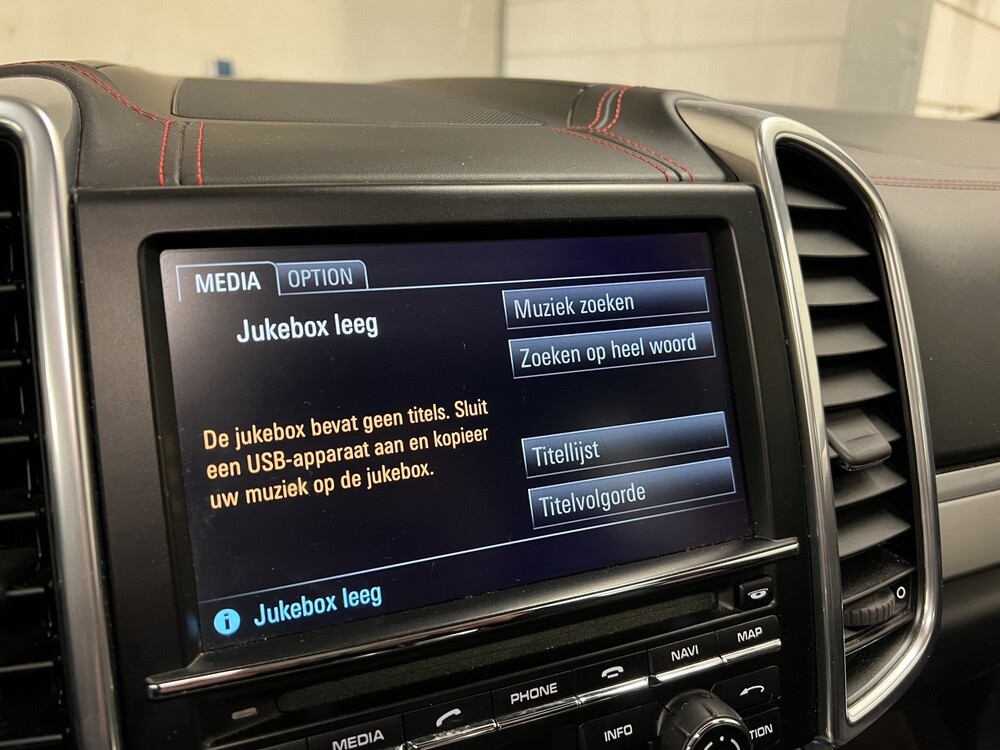 MEDIA OPTION
Jukebox leeg
Muziek zoeken
Zoeken op heel woord
De jukebox bevat geen titels. Sluit
een USB-apparaat aan en kopieer
uw muziek op de jukebox.
Titellijst
Titelvolgorde
i Jukebox leeg
MEDIA PHONE NAVI MAP
INFO